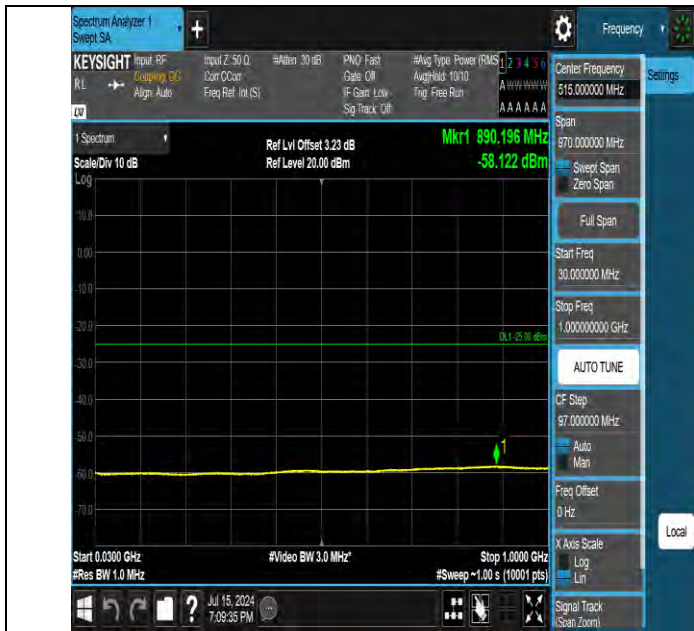 Spectrum Analyzer 1
Swept SA
+
Frequency
KEYSIGHT
RL
LXI
Input: RF
Coupling: DC
Align: Auto
Input Z: 50 Ω
Corr CCorr
Freq Ref: Int (S)
#Atten: 30 dB
PNO: Fast
Gate: Off
IF Gain: Low
Sig Track: Off
#Avg Type: Power (RMS
Avg|Hold: 10/10
Trig: Free Run
1 2 3 4 5 6
A W W W W W
A A A A A A
1 Spectrum
Scale/Div 10 dB
Ref Lvl Offset 3.23 dB
Ref Level 20.00 dBm
Mkr1 890.196 MHz
-58.122 dBm
Log
10.0
0.00
-10.0
-20.0
-30.0
-40.0
-50.0
-60.0
-70.0
DL1 -25.00 dBm
1
Start 0.0300 GHz
#Video BW 3.0 MHz*
Stop 1.0000 GHz
#Res BW 1.0 MHz
#Sweep ~1.00 s (10001 pts)
Center Frequency
515.000000 MHz
Settings
Span
970.000000 MHz
Swept Span
Zero Span
Full Span
Start Freq
30.000000 MHz
Stop Freq
1.000000000 GHz
AUTO TUNE
CF Step
97.000000 MHz
Auto
Man
Freq Offset
0 Hz
X Axis Scale
Log
Lin
Local
Signal Track
(Span Zoom)
?
Jul 15, 2024
7:09:35 PM